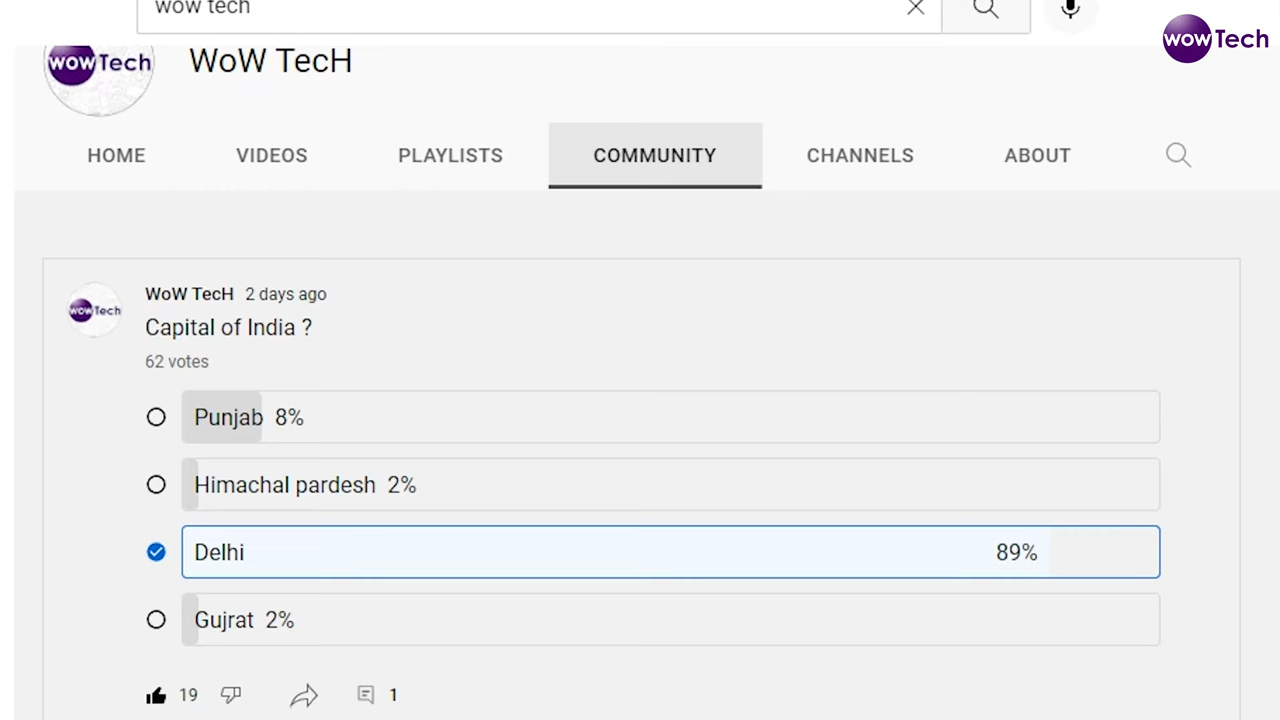 wow tech
wowTech
wowTech
WoW TecH
HOME VIDEOS PLAYLISTS COMMUNITY CHANNELS ABOUT
wowTech
WoW TecH 2 days ago
Capital of India ?
62 votes
Punjab 8%
Himachal pardesh 2%
Delhi 89%
Gujrat 2%
19 1